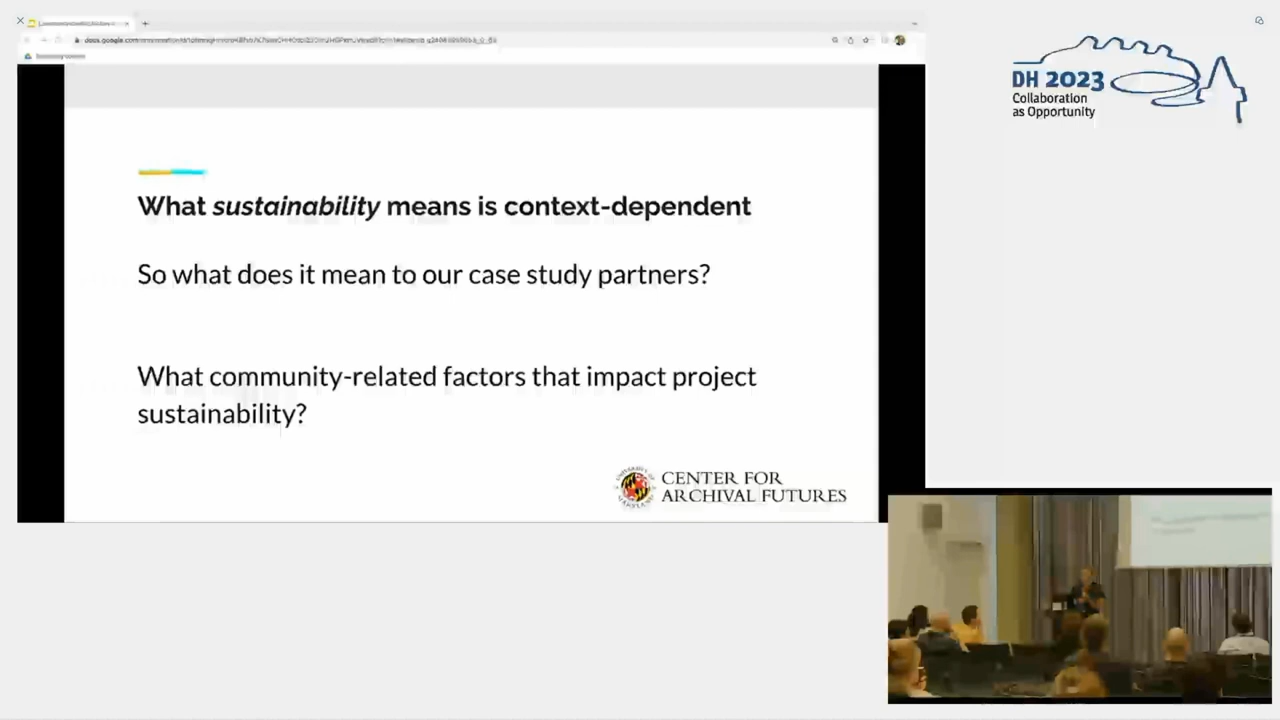 DH 2023
Collaboration
as Opportunity
What sustainability means is context-dependent
So what does it mean to our case study partners?
What community-related factors that impact project
sustainability?
CENTER FOR
ARCHIVAL FUTURES